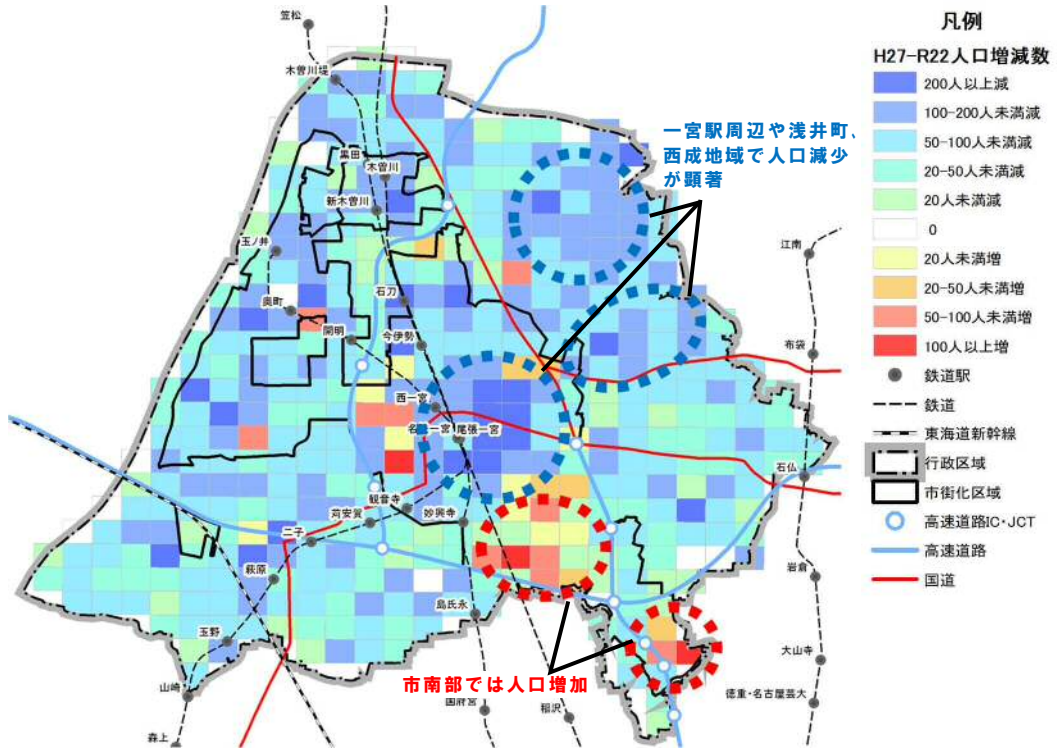 凡例
H27-R22人口増減数
200人以上減
100-200人未満減
50-100人未満減
20-50人未満減
20人未満減
0
20人未満増
20-50人未満増
50-100人未満増
100人以上増
鉄道駅
鉄道
東海道新幹線
行政区域
市街化区域
高速道路IC・JCT
高速道路
国道
一宮駅周辺や浅井町、
西成地域で人口減少
が顕著
市南部では人口増加
笠松
木曽川堤
黒田
木曽川
新木曽川
玉ノ井
江南
石刀
奥町
開明
今伊勢
布袋
西一宮
名鉄一宮
尾張一宮
石仏
観音寺
苅安賀
妙興寺
二子
萩原
岩倉
島氏永
玉野
大山寺
山崎
国府宮
稲沢
徳重・名古屋芸大
森上